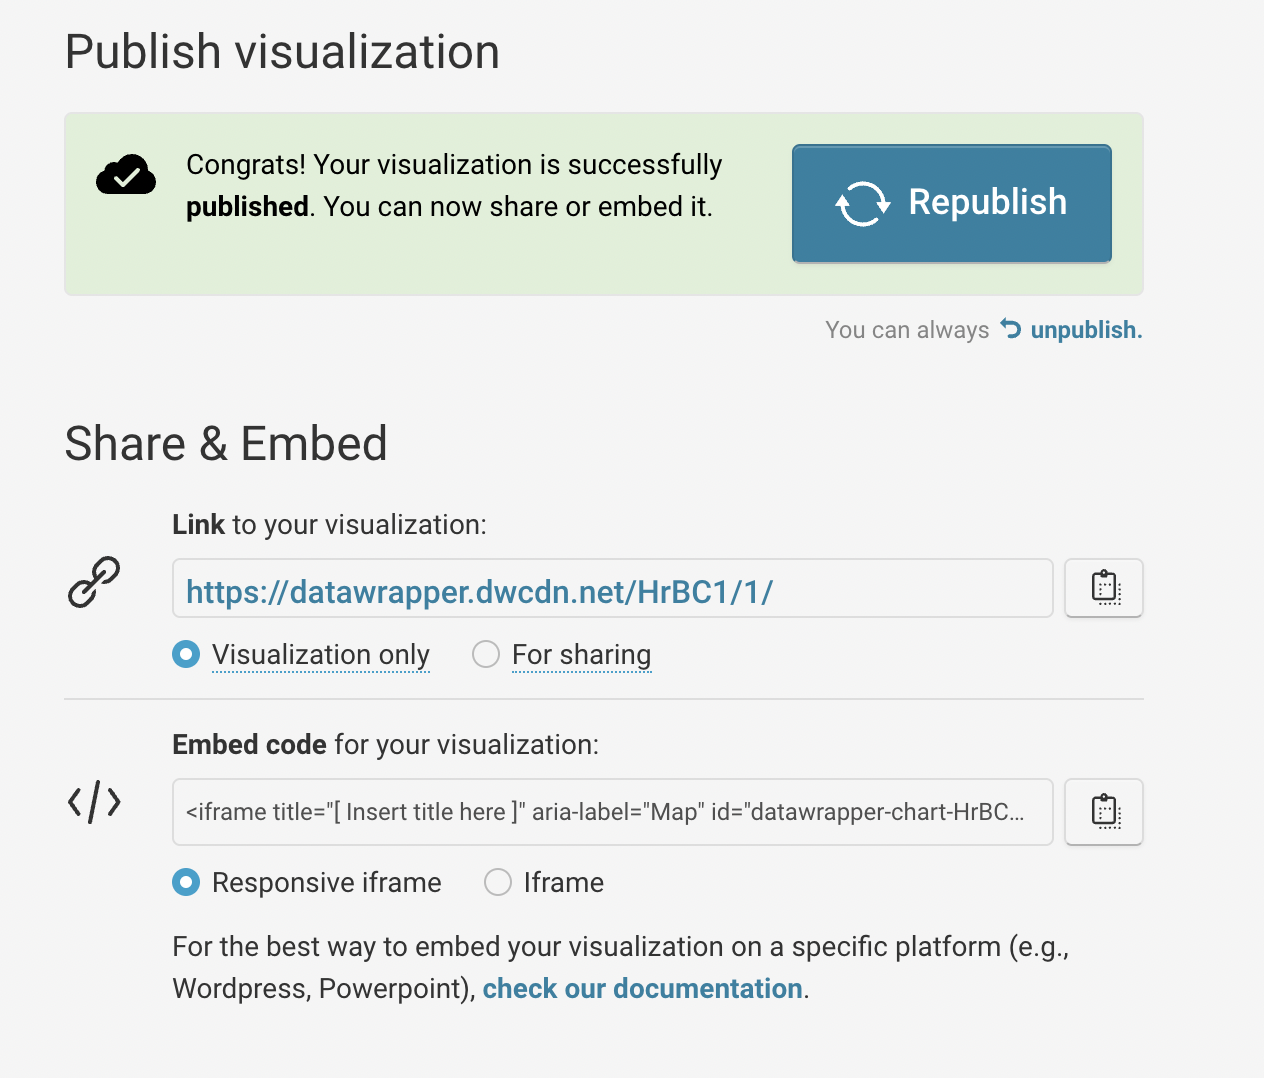 Publish visualization
Congrats! Your visualization is successfully
published. You can now share or embed it.
Republish
You can always unpublish.
Share & Embed
Link to your visualization:
https://datawrapper.dwcdn.net/HrBC1/1/
Visualization only For sharing
Embed code for your visualization:
<iframe title="[ Insert title here ]" aria-label="Map" id="datawrapper-chart-HrBC...
Responsive iframe Iframe
For the best way to embed your visualization on a specific platform (e.g.,
Wordpress, Powerpoint), check our documentation.